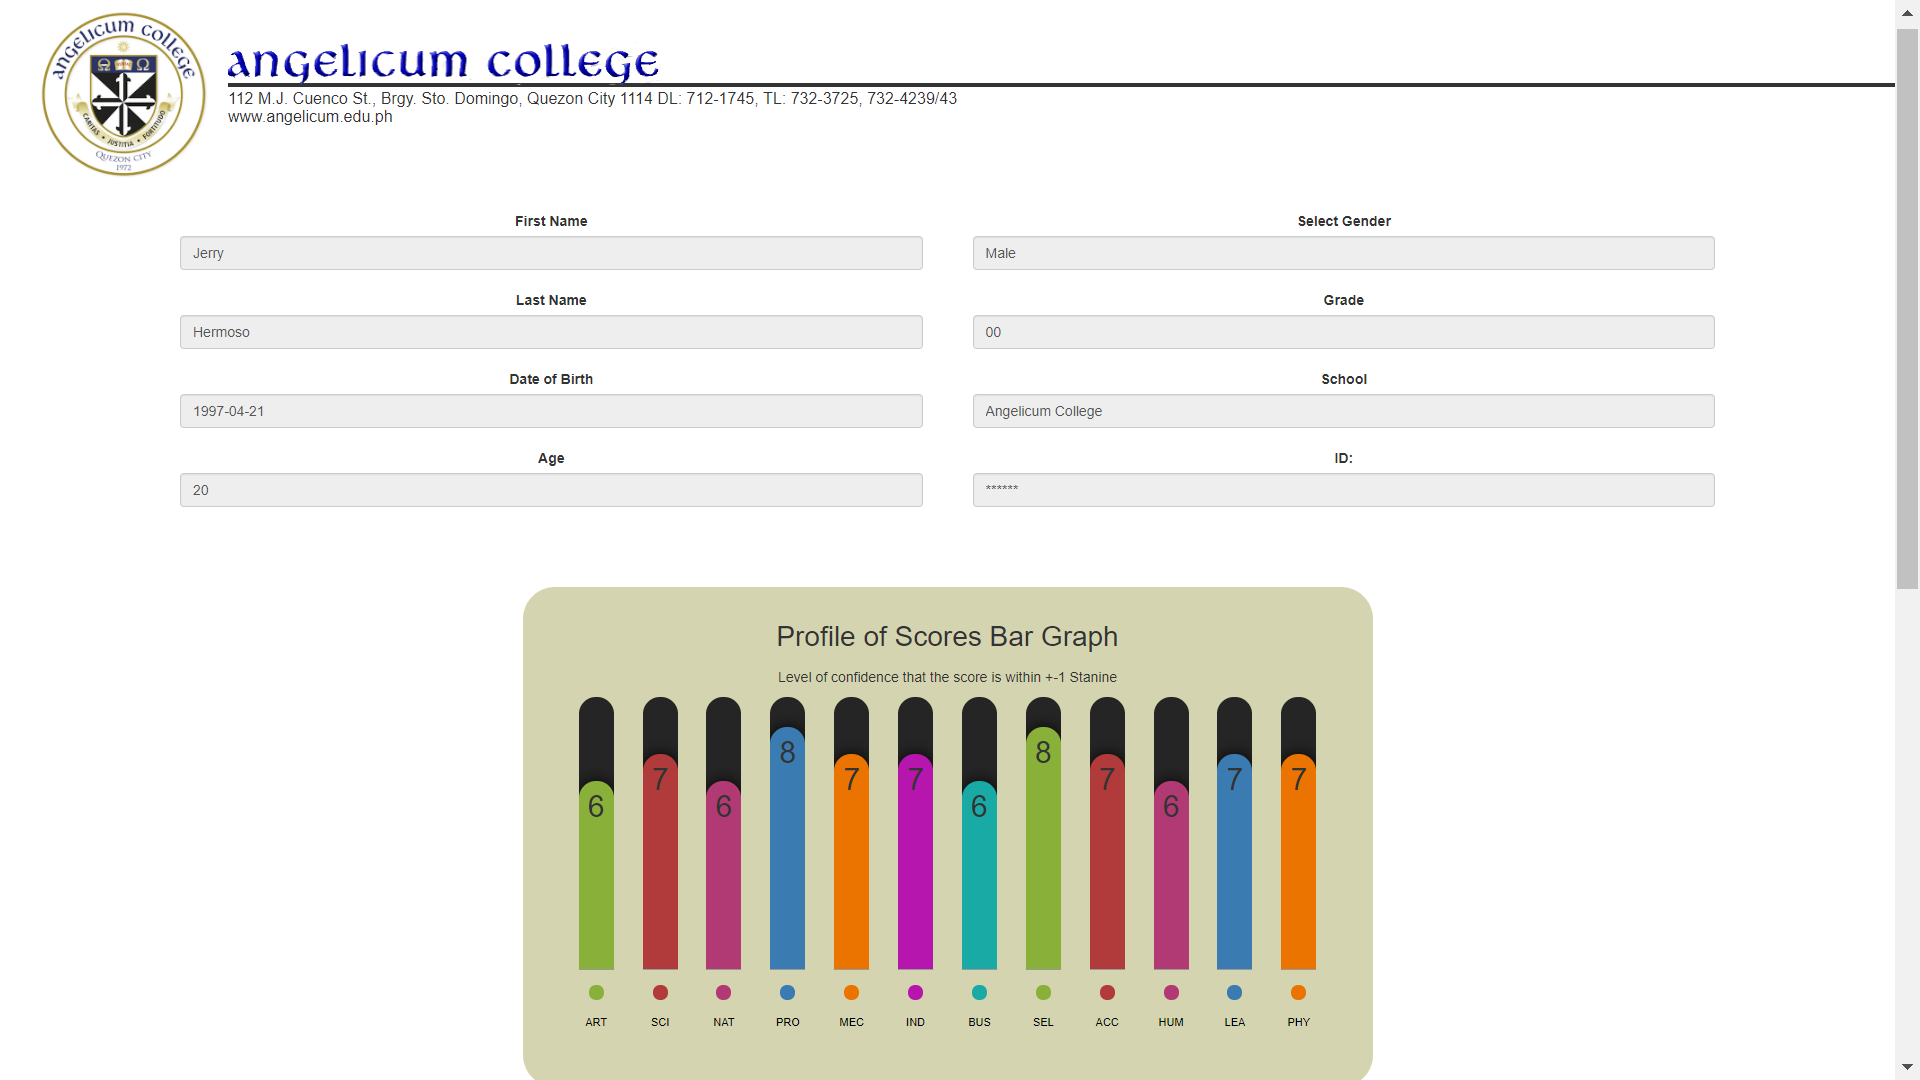 angelicum college
CARITAS • JUSTITIA • FORTITUDO
QUEZON CITY
1972
angelicum college
112 M.J. Cuenco St., Brgy. Sto. Domingo, Quezon City 1114 DL: 712-1745, TL: 732-3725, 732-4239/43
www.angelicum.edu.ph
First Name
Select Gender
Jerry
Male
Last Name
Grade
Hermoso
00
Date of Birth
School
1997-04-21
Angelicum College
Age
ID:
20
******
Profile of Scores Bar Graph
Level of confidence that the score is within +-1 Stanine
6 7 6 8 7 7 6 8 7 6 7 7
ART SCI NAT PRO MEC IND BUS SEL ACC HUM LEA PHY